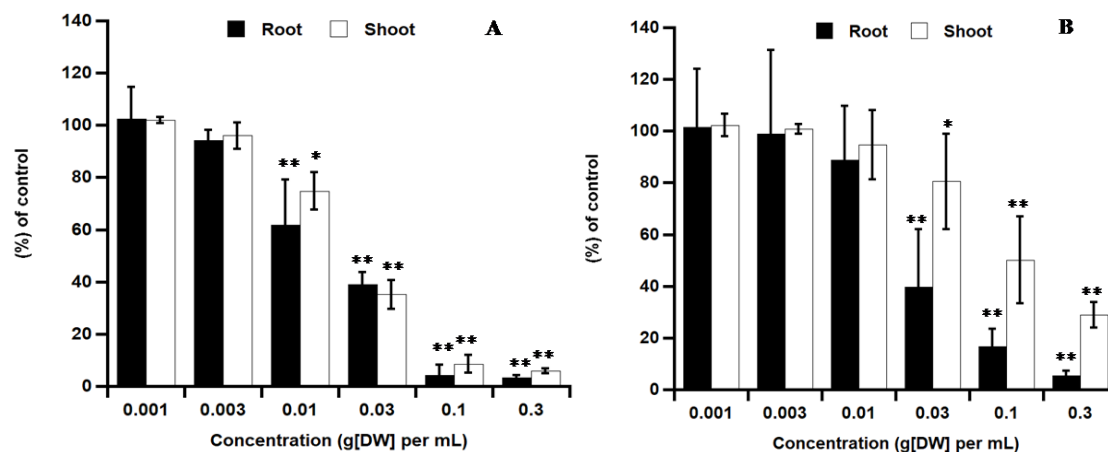 Root Shoot A
(%) of control
140
120
100
80
60
40
20
0
** *
** **
** **
** **
0.001 0.003 0.01 0.03 0.1 0.3
Concentration (g[DW] per mL)
Root Shoot B
(%) of control
140
120
100
80
60
40
20
0
** *
** **
** **
0.001 0.003 0.01 0.03 0.1 0.3
Concentration (g[DW] per mL)